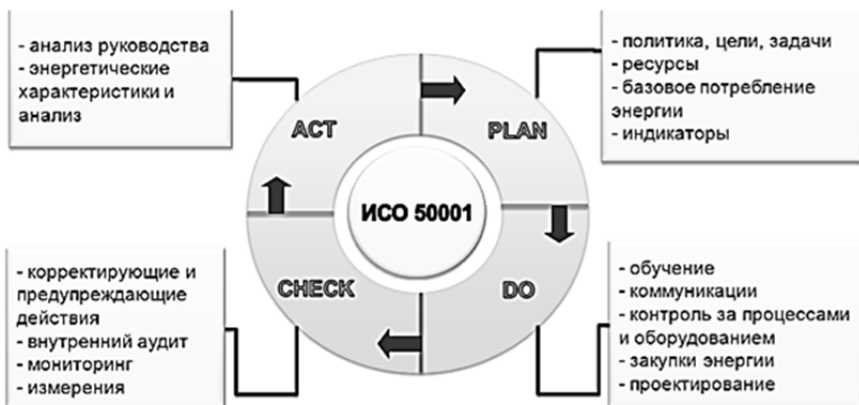 - анализ руководства
- энергетические
характеристики и
анализ
- политика, цели, задачи
- ресурсы
- базовое потребление
энергии
- индикаторы
ACT
PLAN
ИСО 50001
CHECK
DO
- корректирующие и
предупреждающие
действия
- внутренний аудит
- мониторинг
- измерения
- обучение
- коммуникации
- контроль за процессами
и оборудованием
- закупки энергии
- проектирование